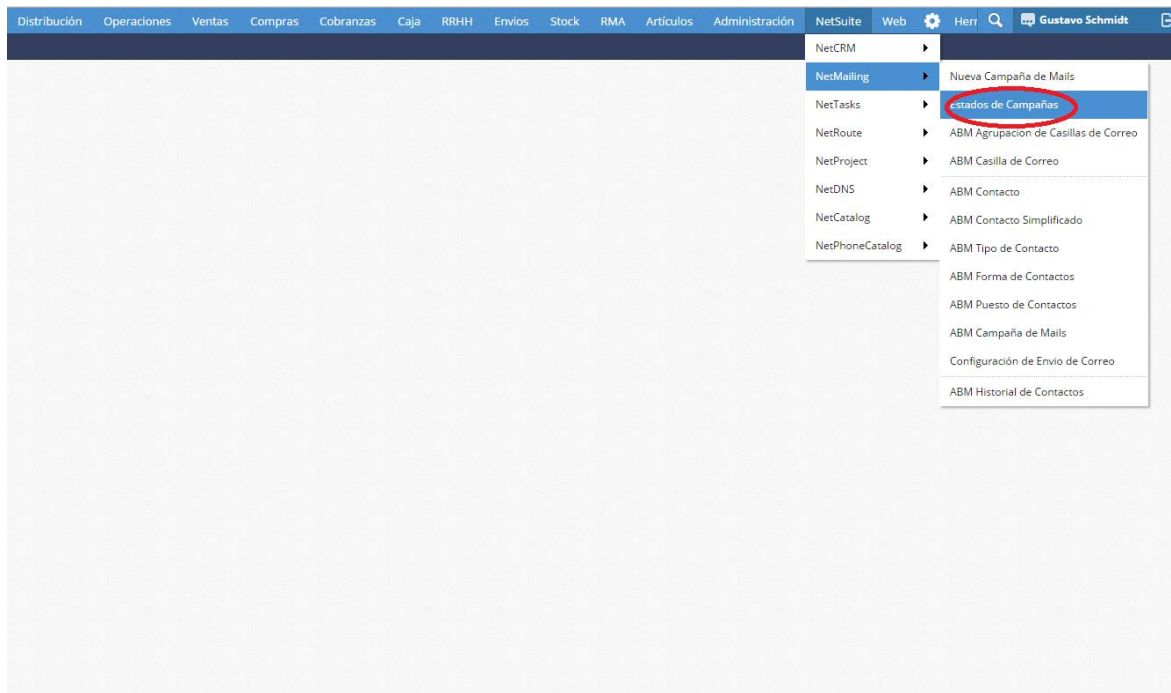 Distribución Operaciones Ventas Compras Cobranzas Caja RRHH Envios Stock RMA Artículos Administración NetSuite Web Herr Gustavo Schmidt
NetCRM
NetMailing
NetTasks
NetRoute
NetProject
NetDNS
NetCatalog
NetPhoneCatalog
Nueva Campaña de Mails
Estados de Campañas
ABM Agrupacion de Casillas de Correo
ABM Casilla de Correo
ABM Contacto
ABM Contacto Simplificado
ABM Tipo de Contacto
ABM Forma de Contactos
ABM Puesto de Contactos
ABM Campaña de Mails
Configuración de Envio de Correo
ABM Historial de Contactos